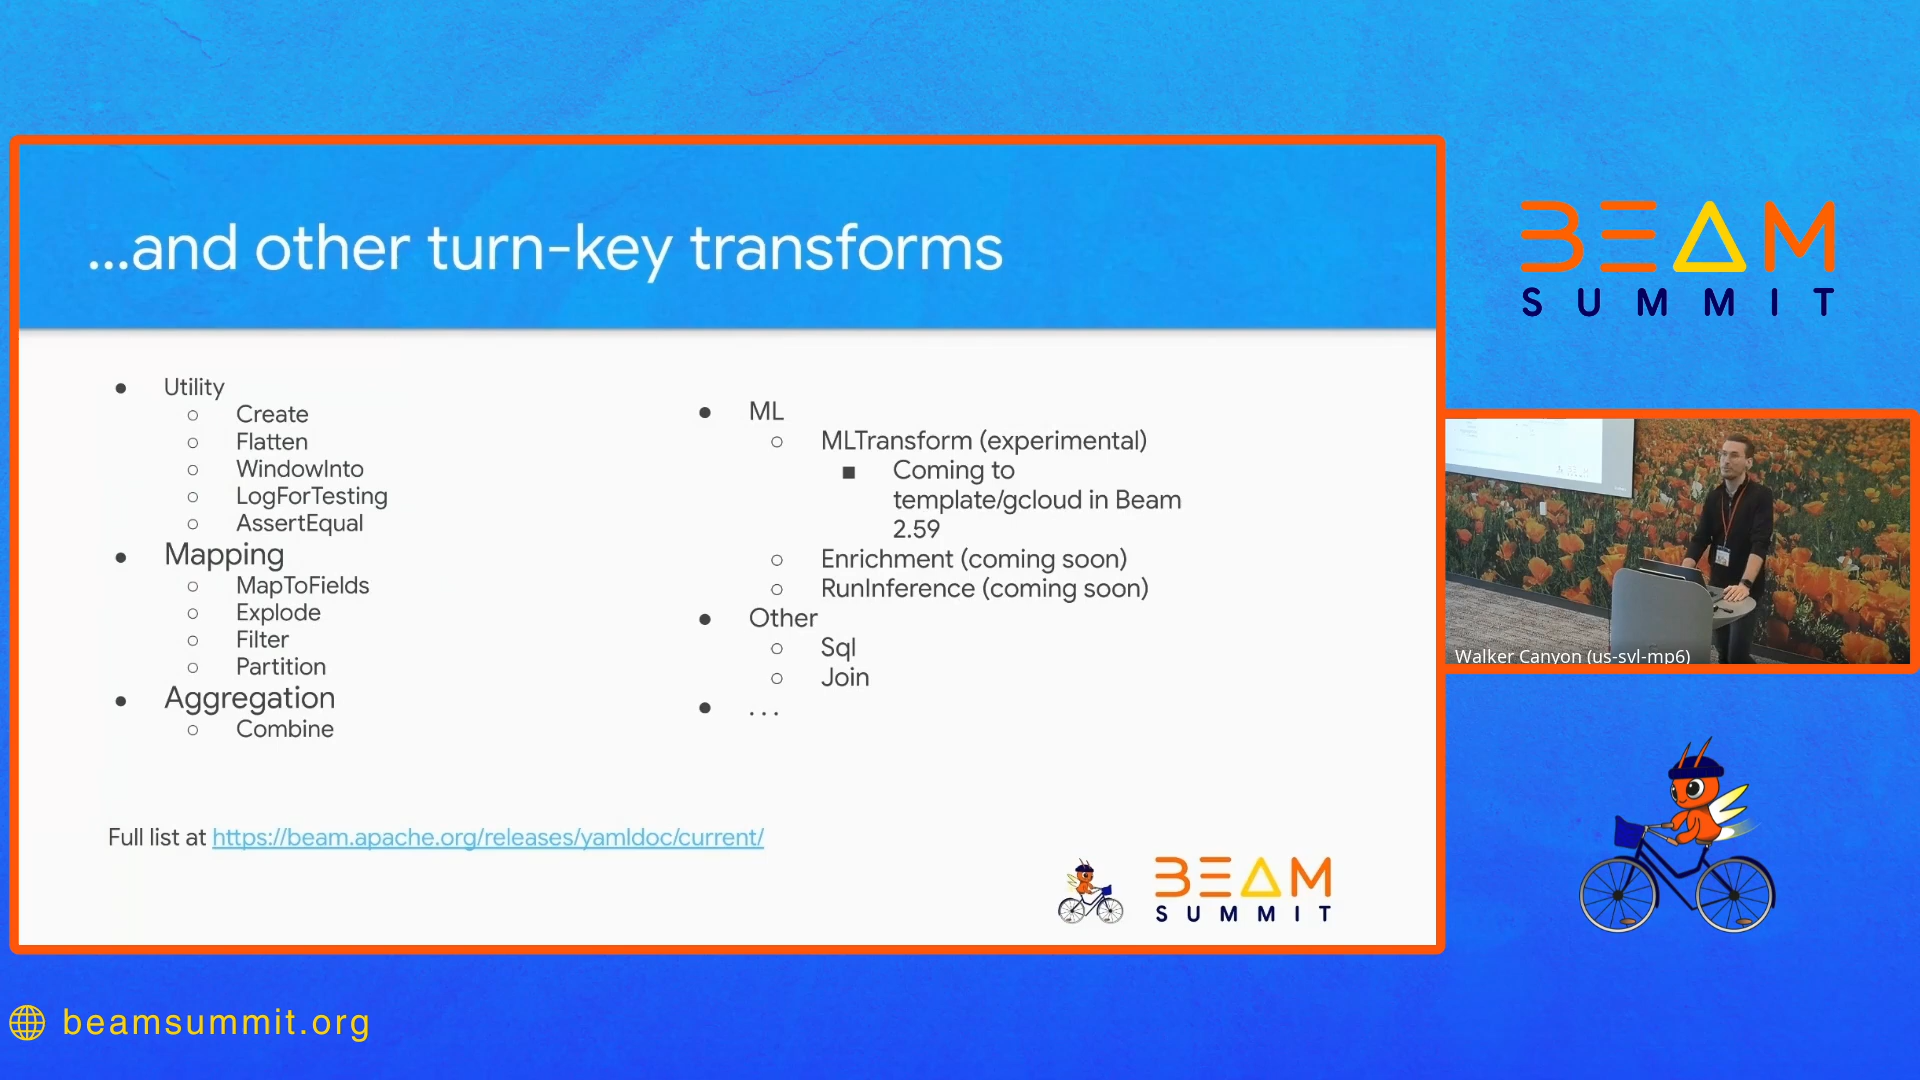 ...and other turn-key transforms
Utility
Create
Flatten
WindowInto
LogForTesting
AssertEqual
Mapping
MapToFields
Explode
Filter
Partition
Aggregation
Combine
ML
MLTransform (experimental)
Coming to
template/gcloud in Beam
2.59
Enrichment (coming soon)
RunInference (coming soon)
Other
Sql
Join
...
Full list at https://beam.apache.org/releases/yamldoc/current/
BEAM
SUMMIT
BEAM
SUMMIT
Walker Canyon (us-svl-mp6)
beamsummit.org